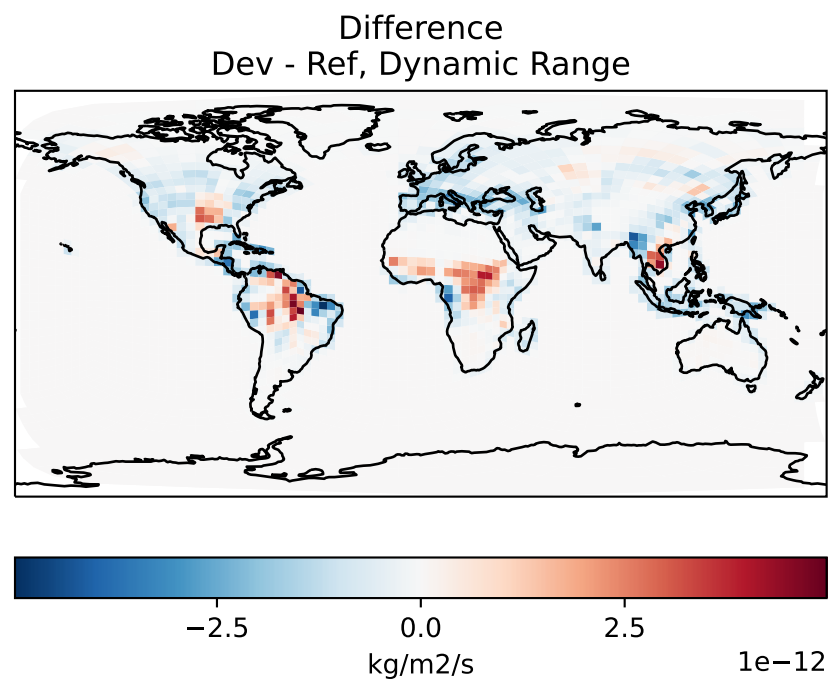 Difference
Dev - Ref, Dynamic Range
−2.5 0.0 2.5
kg/m2/s 1e−12